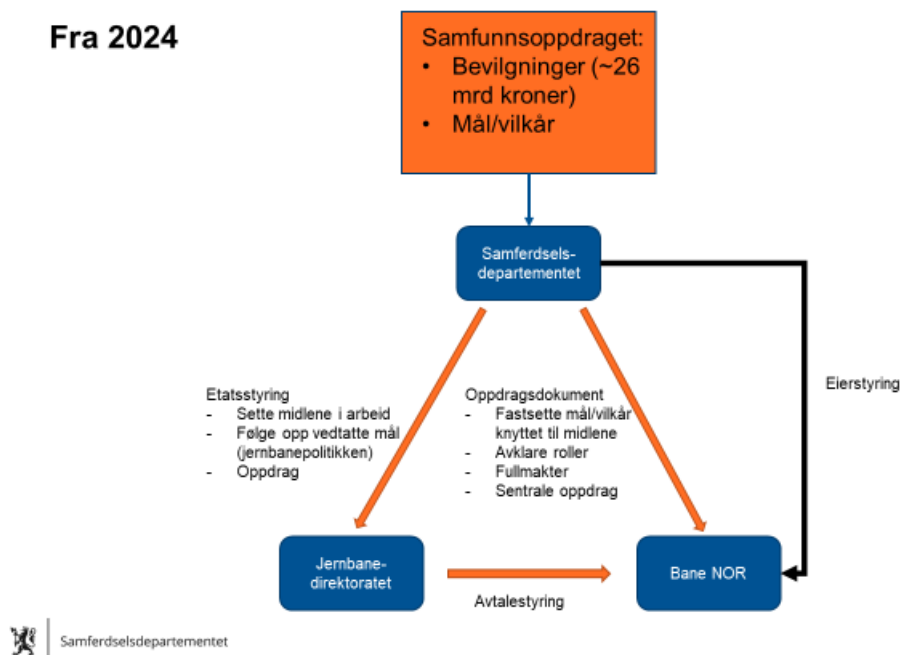 Fra 2024
Samfunnsoppdraget:
• Bevilgninger (~26
mrd kroner)
• Mål/vilkår
Samferdsels-
departementet
Eierstyring
Etatsstyring
- Sette midlene i arbeid
- Følge opp vedtatte mål
(jernbanepolitikken)
- Oppdrag
Oppdragsdokument
- Fastsette mål/vilkår
knyttet til midlene
- Avklare roller
- Fullmakter
- Sentrale oppdrag
Jernbane-
direktoratet
Avtalestyring
Bane NOR
Samferdselsdepartementet